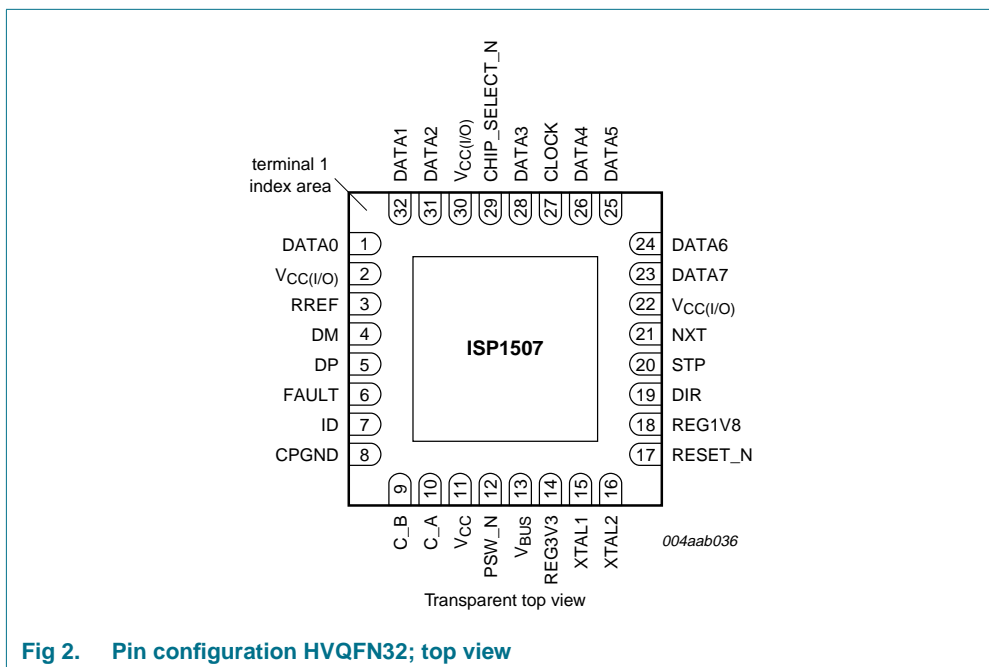 DATA1
DATA2
VCC(I/O)
CHIP_SELECT_N
DATA3
CLOCK
DATA4
DATA5
terminal 1
index area
32
31
30
29
28
27
26
25
DATA0 1
VCC(I/O) 2
RREF 3
DM 4
DP 5
FAULT 6
ID 7
CPGND 8
ISP1507
24 DATA6
23 DATA7
22 VCC(I/O)
21 NXT
20 STP
19 DIR
18 REG1V8
17 RESET_N
9
10
11
12
13
14
15
16
C_B
C_A
VCC
PSW_N
VBUS
REG3V3
XTAL1
XTAL2
004aab036
Transparent top view
Fig 2. Pin configuration HVQFN32; top view